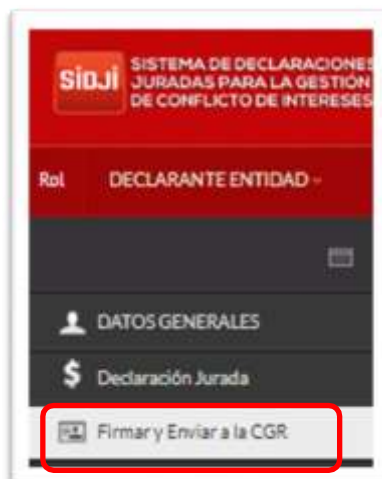 SiDJI
SISTEMA DE DECLARACIONES
JURADAS PARA LA GESTIÓN
DE CONFLICTO DE INTERESES
Rol DECLARANTE ENTIDAD
DATOS GENERALES
$ Declaración Jurada
Firmar y Enviar a la CGR